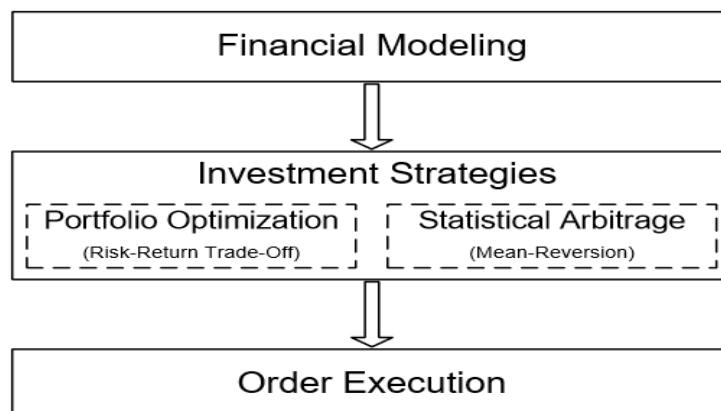 Financial Modeling
Investment Strategies
Portfolio Optimization
(Risk-Return Trade-Off)
Statistical Arbitrage
(Mean-Reversion)
Order Execution